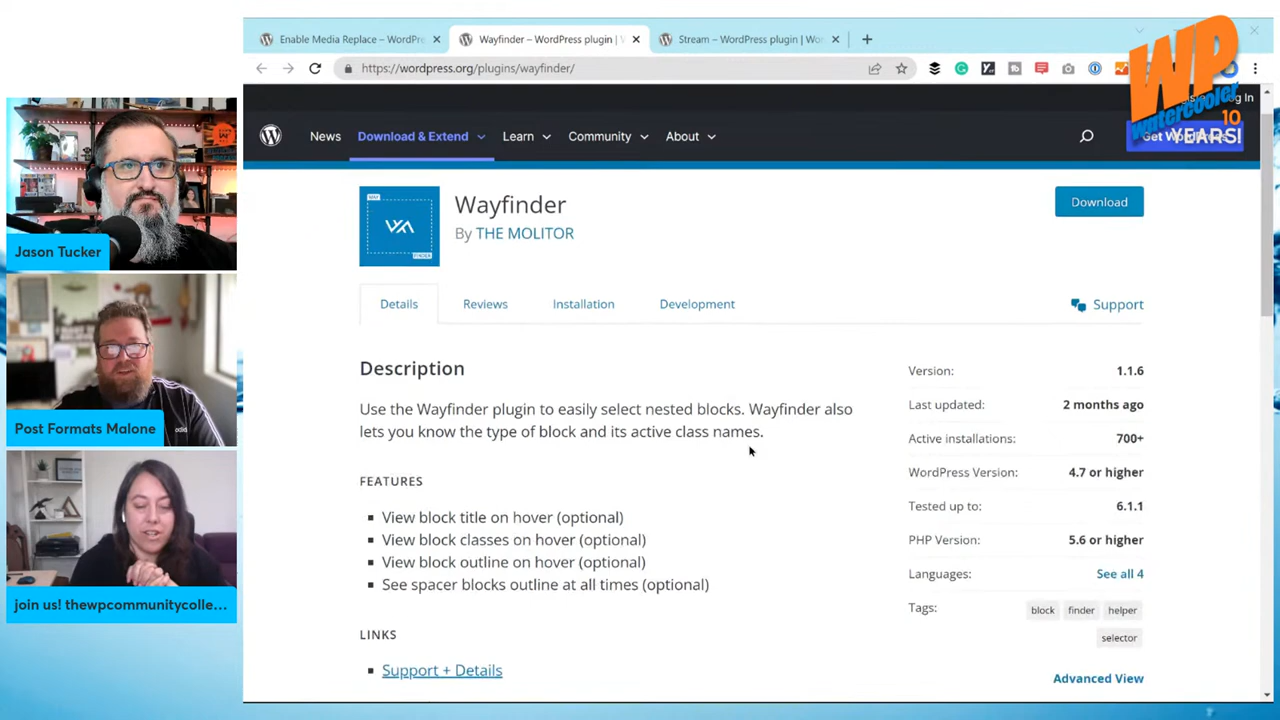 Enable Media Replace – WordPre
Wayfinder – WordPress plugin | W
Stream – WordPress plugin | Wor
https://wordpress.org/plugins/wayfinder/
WP
watercooler
10
YEARS!
News
Download & Extend
Learn
Community
About
Get WordPress
Log In
Wayfinder
By THE MOLITOR
Download
Details
Reviews
Installation
Development
Support
Description
Use the Wayfinder plugin to easily select nested blocks. Wayfinder also
lets you know the type of block and its active class names.
FEATURES
View block title on hover (optional)
View block classes on hover (optional)
View block outline on hover (optional)
See spacer blocks outline at all times (optional)
LINKS
Support + Details
Version: 1.1.6
Last updated: 2 months ago
Active installations: 700+
WordPress Version: 4.7 or higher
Tested up to: 6.1.1
PHP Version: 5.6 or higher
Languages: See all 4
Tags: block finder helper
selector
Advanced View
Jason Tucker
Post Formats Malone
join us! thewpcommunitycolle...